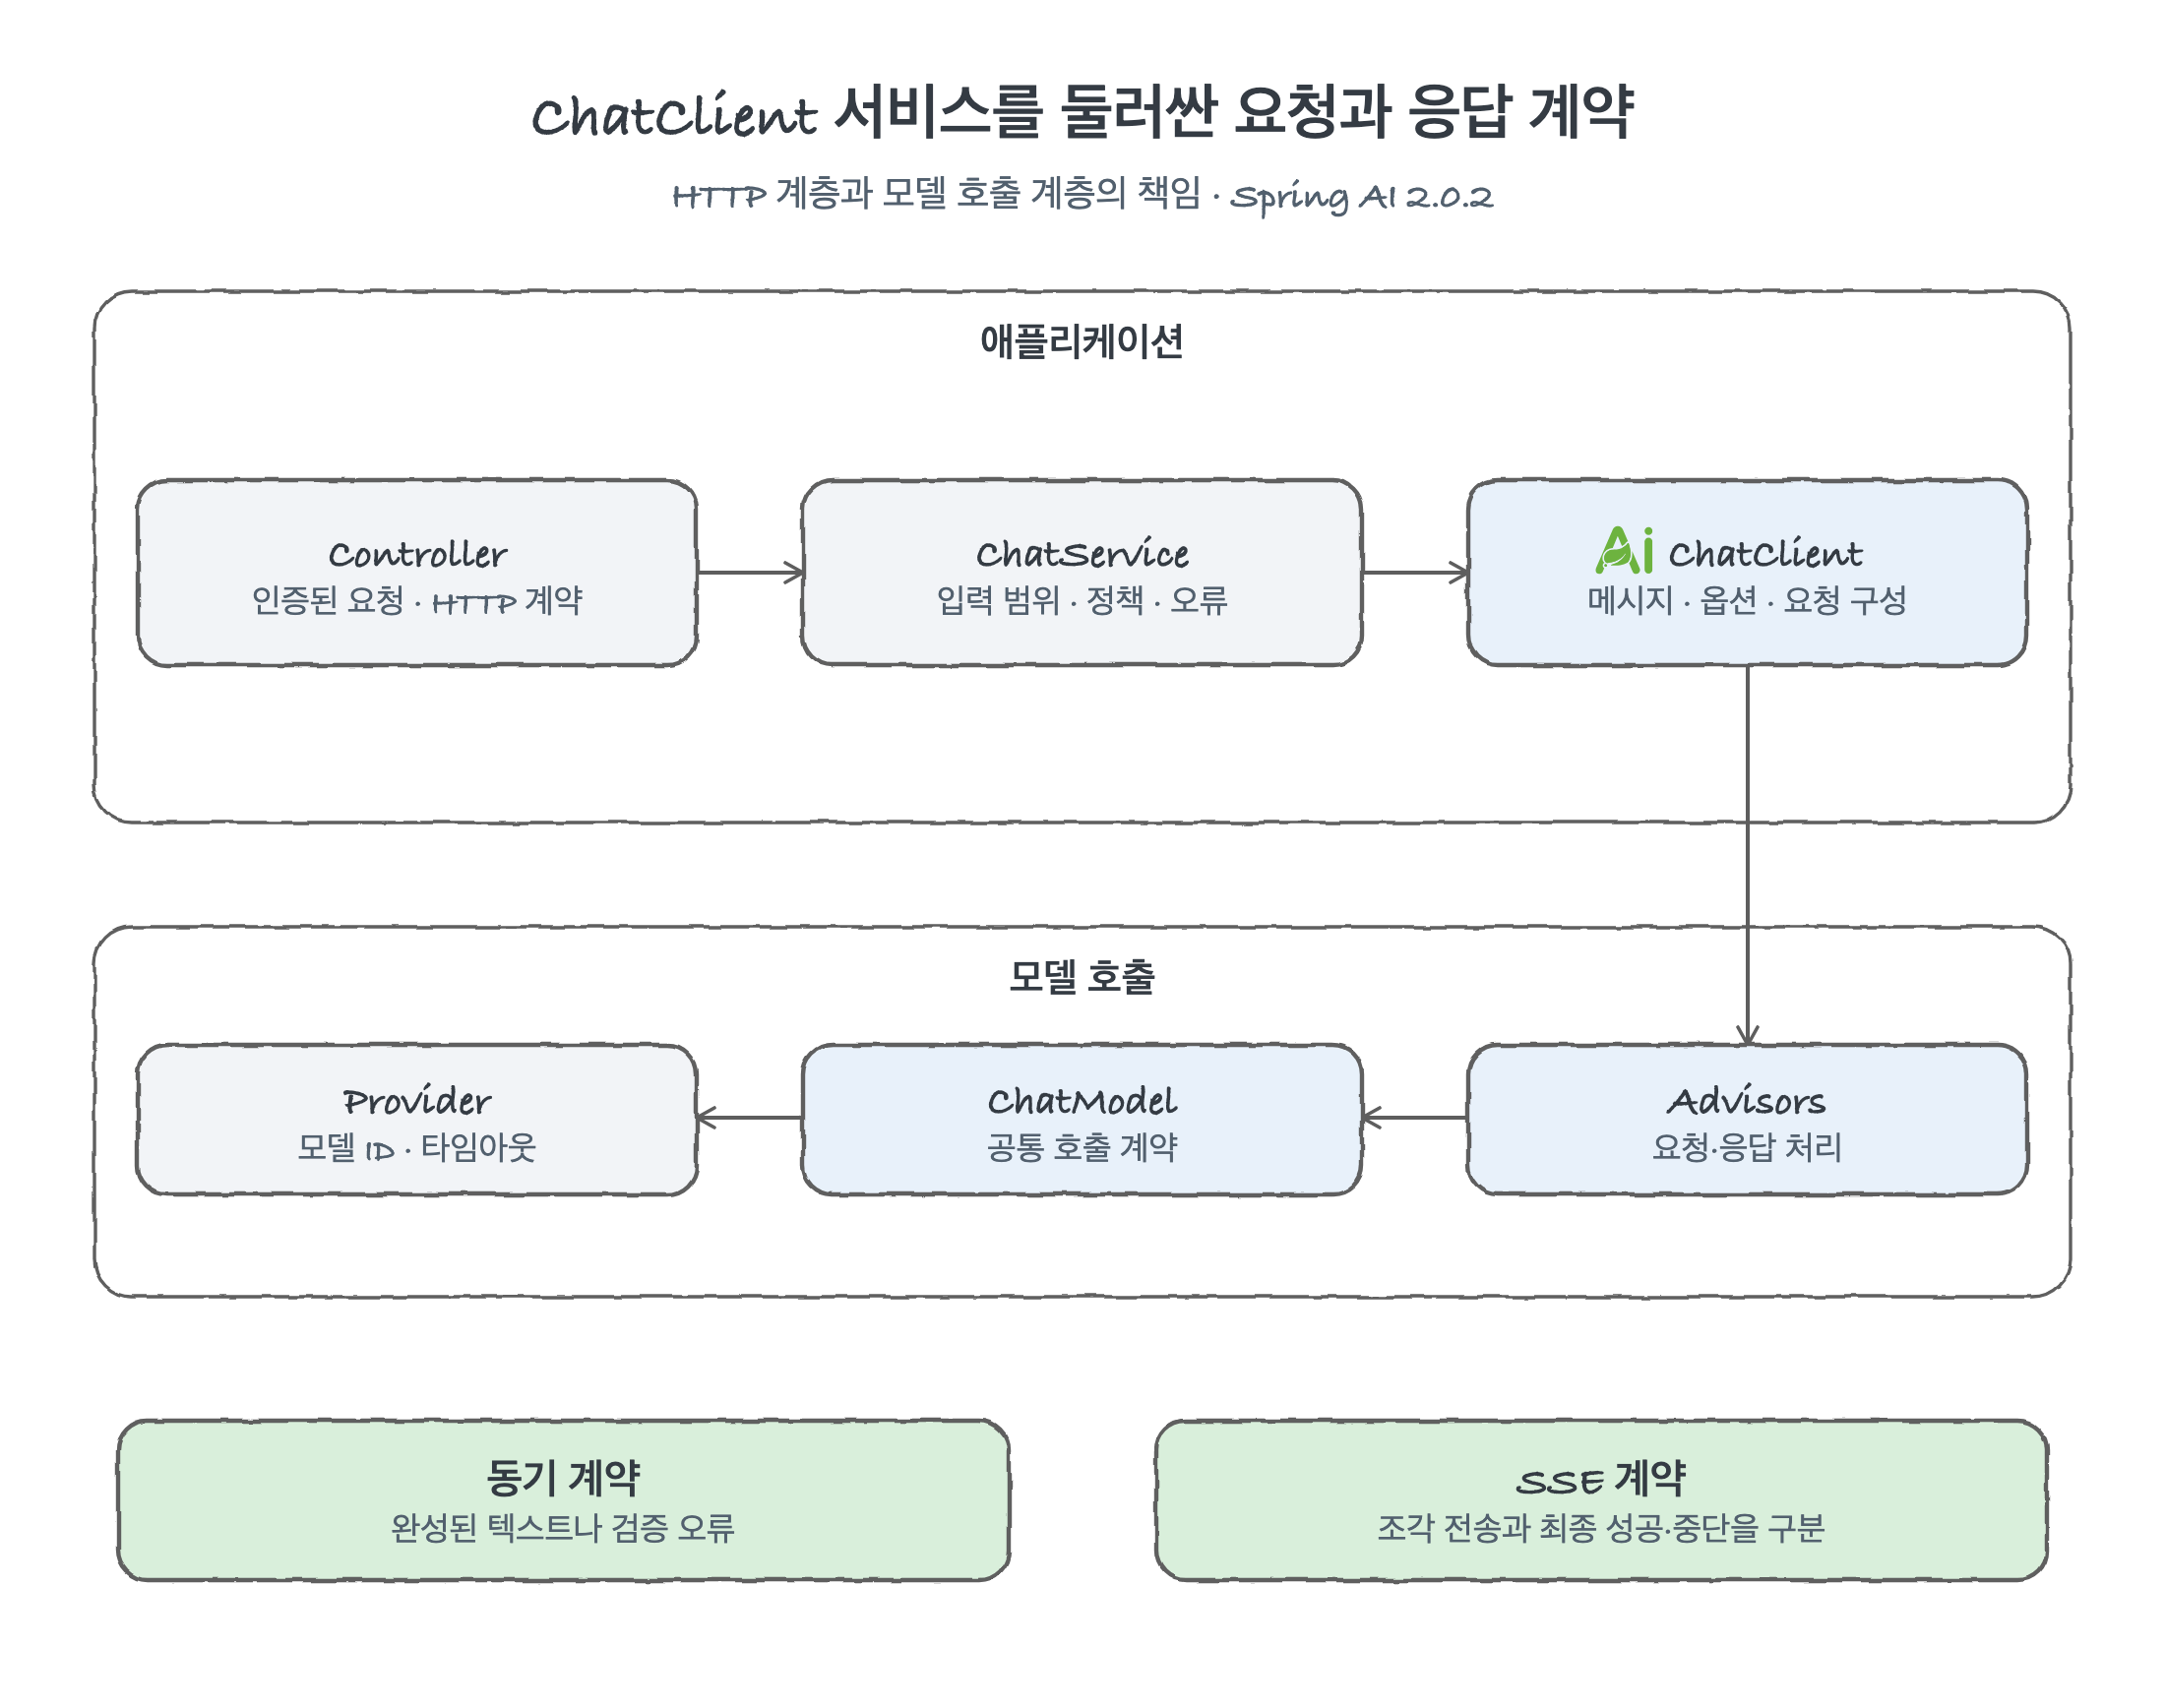 ChatClient 서비스를 둘러싼 요청과 응답 계약
HTTP 계층과 모델 호출 계층의 책임 · Spring AI 2.0.2
애플리케이션
Controller
인증된 요청 · HTTP 계약
ChatService
입력 범위 · 정책 · 오류
Ai ChatClient
메시지 · 옵션 · 요청 구성
모델 호출
Provider
모델 ID · 타임아웃
ChatModel
공통 호출 계약
Advisors
요청·응답 처리
동기 계약
완성된 텍스트나 검증 오류
SSE 계약
조각 전송과 최종 성공·중단을 구분